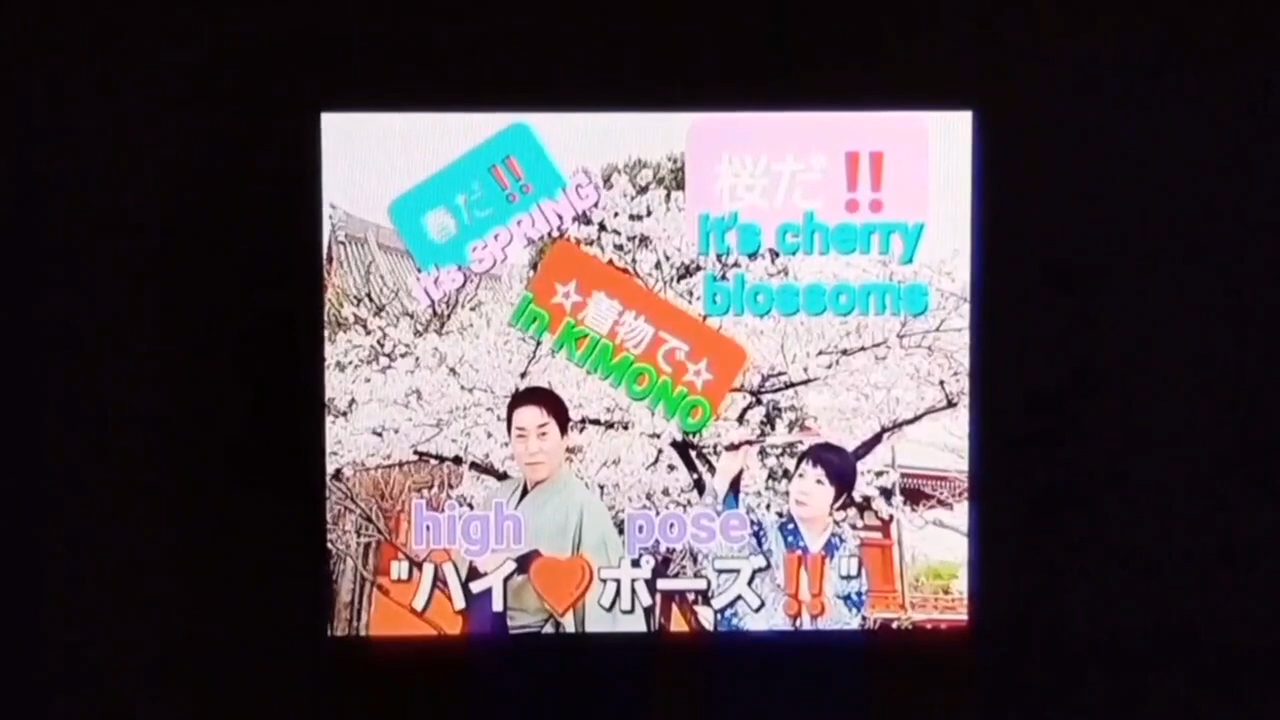 春だ‼
It's SPRING
桜だ‼
It's cherry
blossoms
☆着物で☆
In KIMONO
high pose
"ハイ❤ポーズ‼"